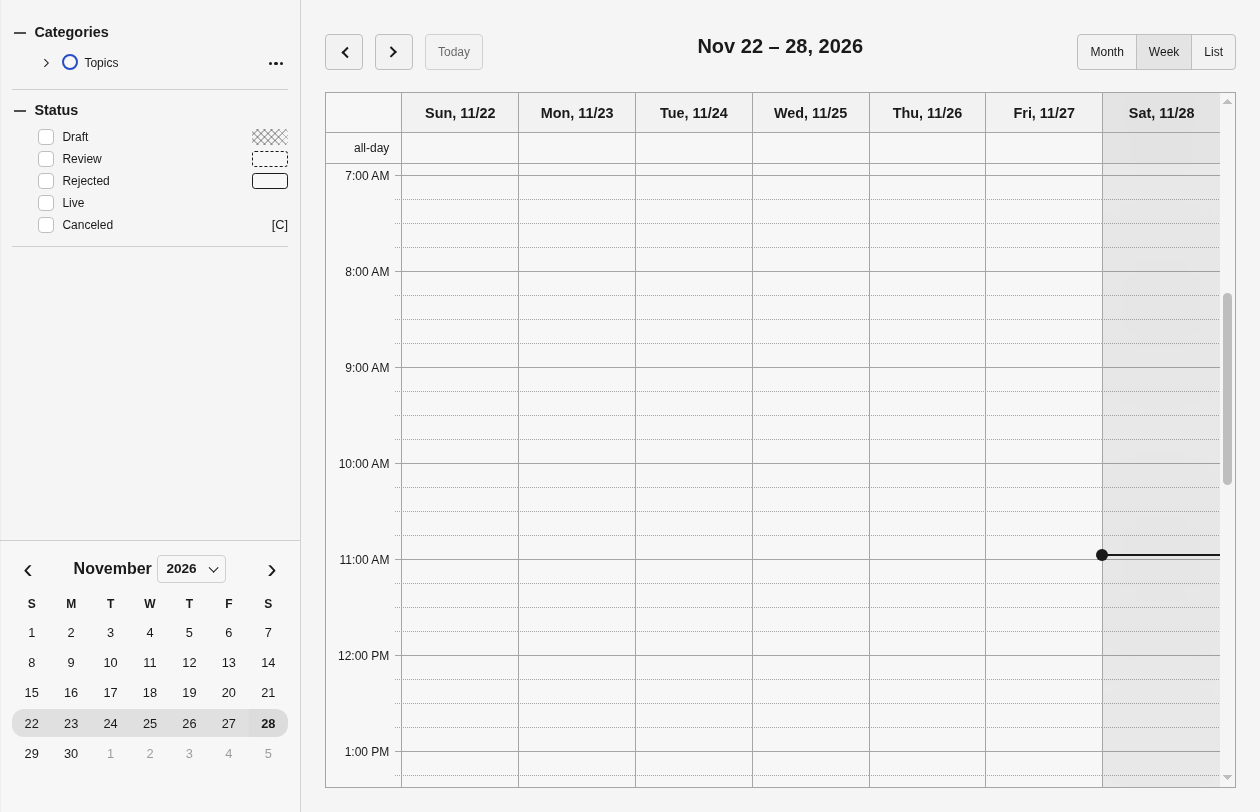 Categories
Topics
Status
Draft
Review
Rejected
Live
Canceled [C]
November 2026
S M T W T F S
1 2 3 4 5 6 7
8 9 10 11 12 13 14
15 16 17 18 19 20 21
22 23 24 25 26 27 28
29 30 1 2 3 4 5
Today
Nov 22 – 28, 2026
Month Week List
Sun, 11/22 Mon, 11/23 Tue, 11/24 Wed, 11/25 Thu, 11/26 Fri, 11/27 Sat, 11/28
all-day
7:00 AM
8:00 AM
9:00 AM
10:00 AM
11:00 AM
12:00 PM
1:00 PM